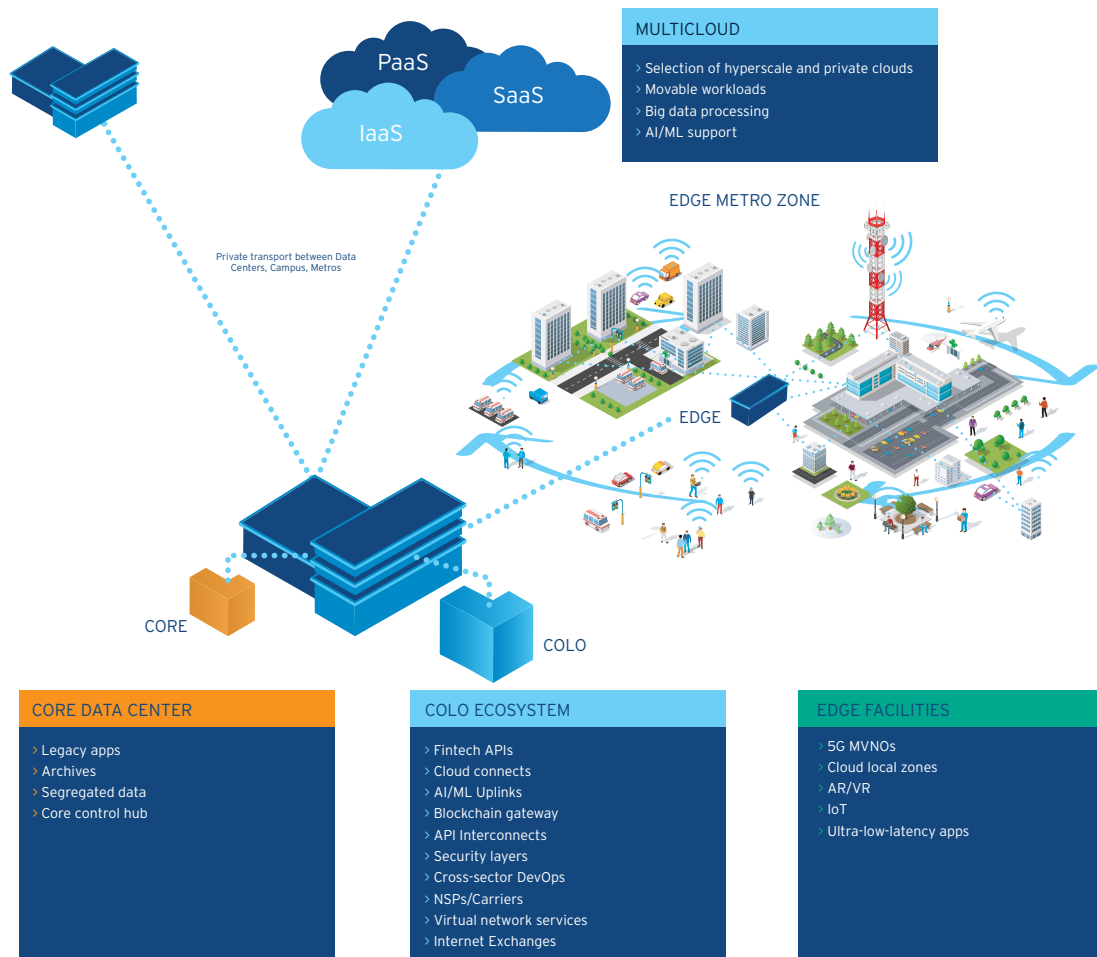 PaaS
SaaS
IaaS
MULTICLOUD
› Selection of hyperscale and private clouds
› Movable workloads
› Big data processing
› AI/ML support
EDGE METRO ZONE
Private transport between Data
Centers, Campus, Metros
EDGE
CORE
COLO
CORE DATA CENTER
› Legacy apps
› Archives
› Segregated data
› Core control hub
COLO ECOSYSTEM
› Fintech APIs
› Cloud connects
› AI/ML Uplinks
› Blockchain gateway
› API Interconnects
› Security layers
› Cross-sector DevOps
› NSPs/Carriers
› Virtual network services
› Internet Exchanges
EDGE FACILITIES
› 5G MVNOs
› Cloud local zones
› AR/VR
› IoT
› Ultra-low-latency apps